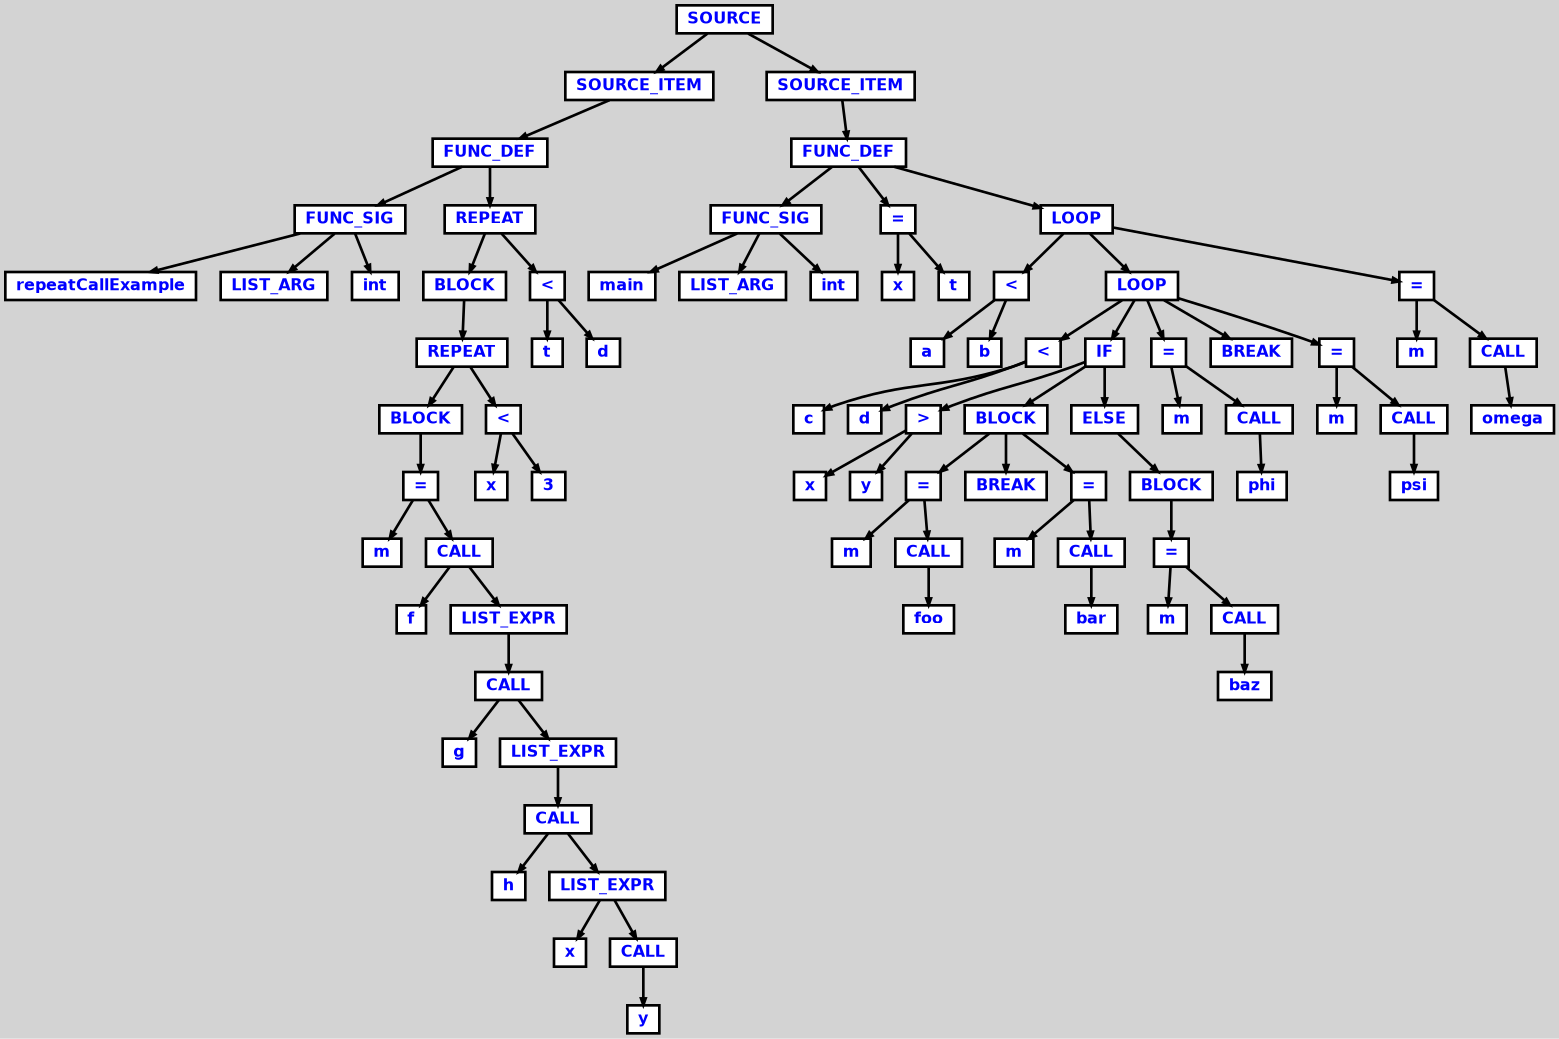 SOURCE
SOURCE_ITEM SOURCE_ITEM
FUNC_DEF FUNC_DEF
FUNC_SIG REPEAT FUNC_SIG = LOOP
repeatCallExample LIST_ARG int BLOCK < main LIST_ARG int x t < LOOP =
REPEAT t d a b < IF = BREAK = m CALL
BLOCK < c d > BLOCK ELSE m CALL m CALL omega
= x 3 x y = BREAK = BLOCK phi psi
m CALL m CALL m CALL =
f LIST_EXPR foo bar m CALL
CALL baz
g LIST_EXPR
CALL
h LIST_EXPR
x CALL
y